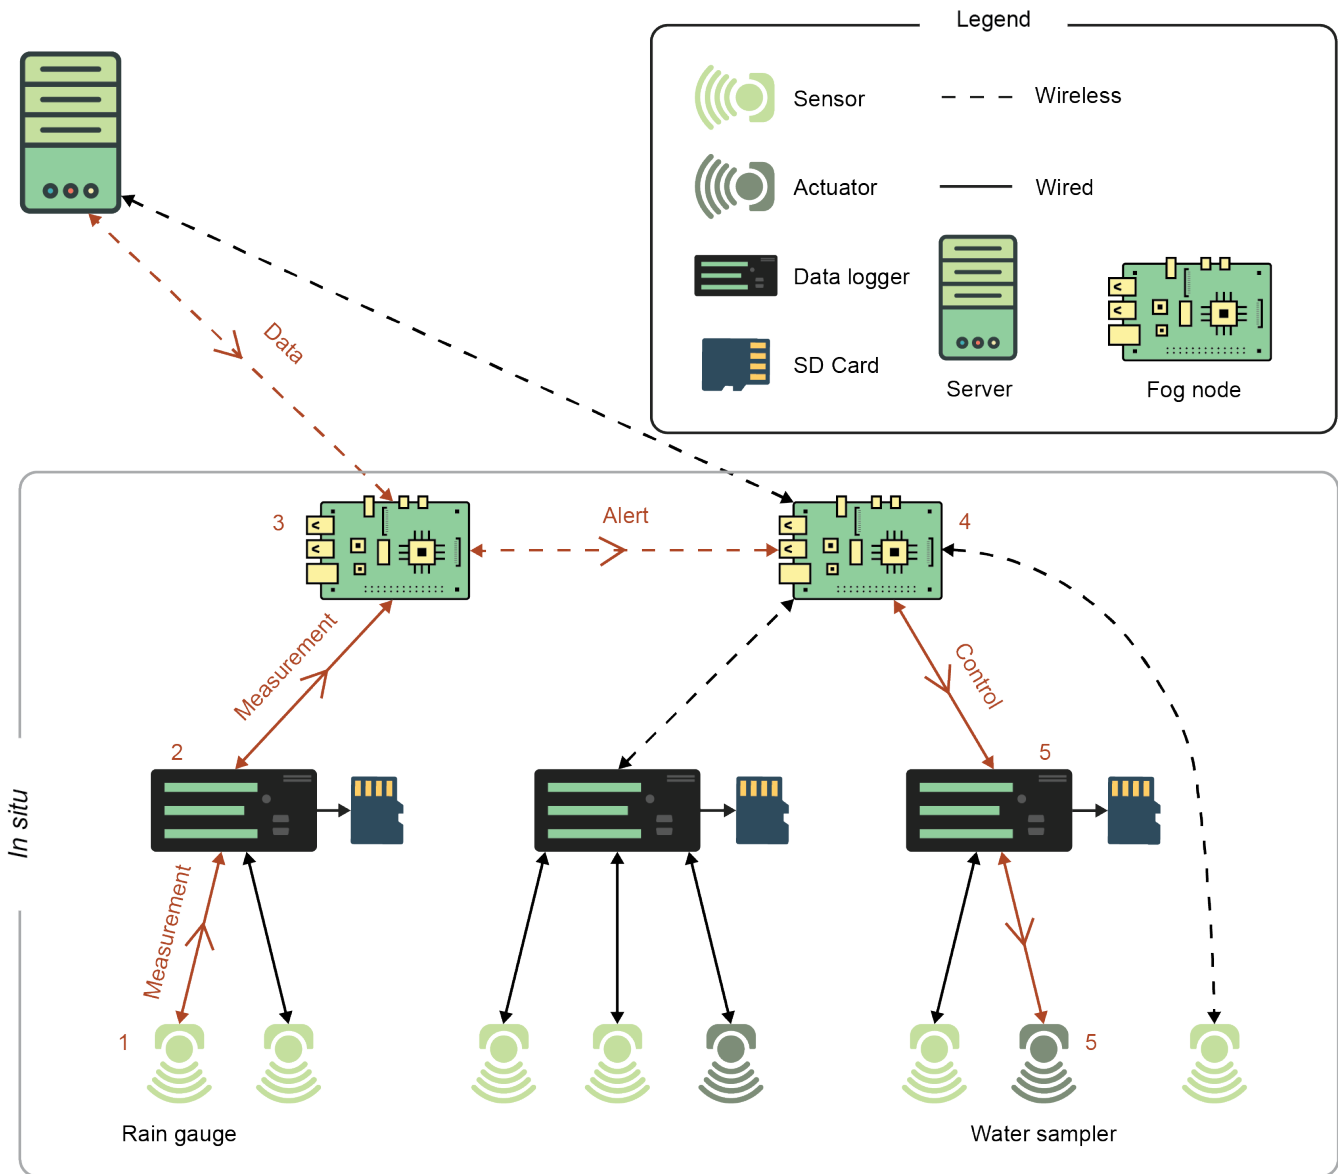 Legend
Sensor
Wireless
Actuator
Wired
Data logger
SD Card
Server
Fog node
Data
3
Alert
4
Measurement
Control
2
5
In situ
Measurement
1
5
Rain gauge
Water sampler